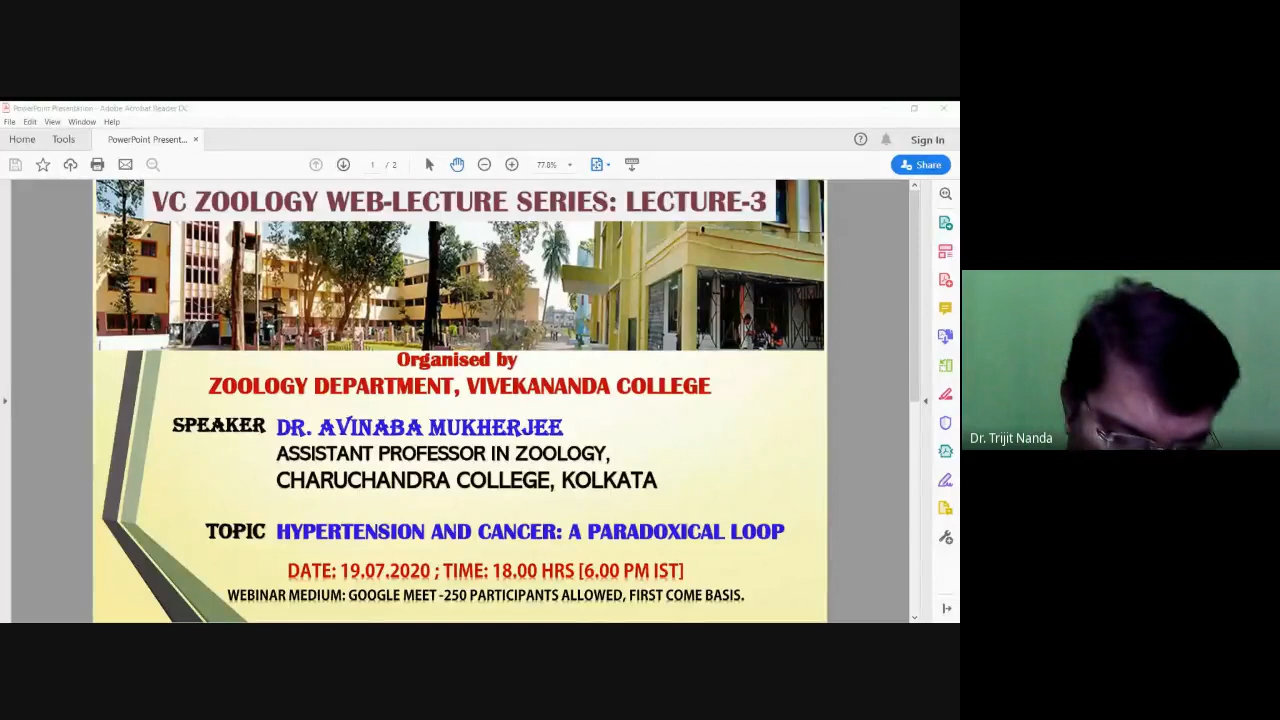 PowerPoint Presentation - Adobe Acrobat Reader DC
File Edit View Window Help
Home Tools PowerPoint Present... ×
Sign In
1 / 2
77.8%
Share
VC ZOOLOGY WEB-LECTURE SERIES: LECTURE-3
Organised by
ZOOLOGY DEPARTMENT, VIVEKANANDA COLLEGE
SPEAKER DR. AVINABA MUKHERJEE
ASSISTANT PROFESSOR IN ZOOLOGY,
CHARUCHANDRA COLLEGE, KOLKATA
TOPIC HYPERTENSION AND CANCER: A PARADOXICAL LOOP
DATE: 19.07.2020 ; TIME: 18.00 HRS [6.00 PM IST]
WEBINAR MEDIUM: GOOGLE MEET -250 PARTICIPANTS ALLOWED, FIRST COME BASIS.
Dr. Trijit Nanda